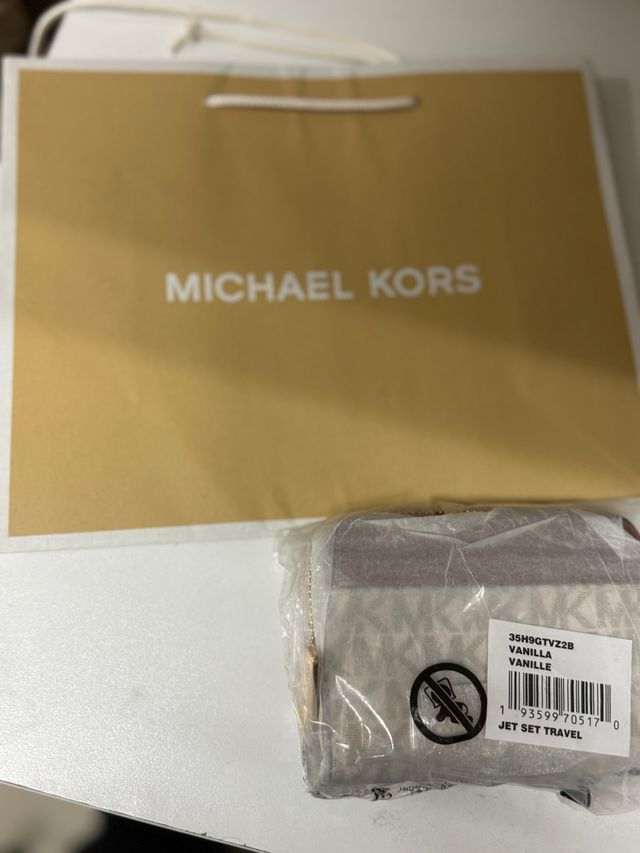 MICHAEL KORS
35H9GTVZ2B
VANILLA
VANILLE
1 93599 70517 0
JET SET TRAVEL